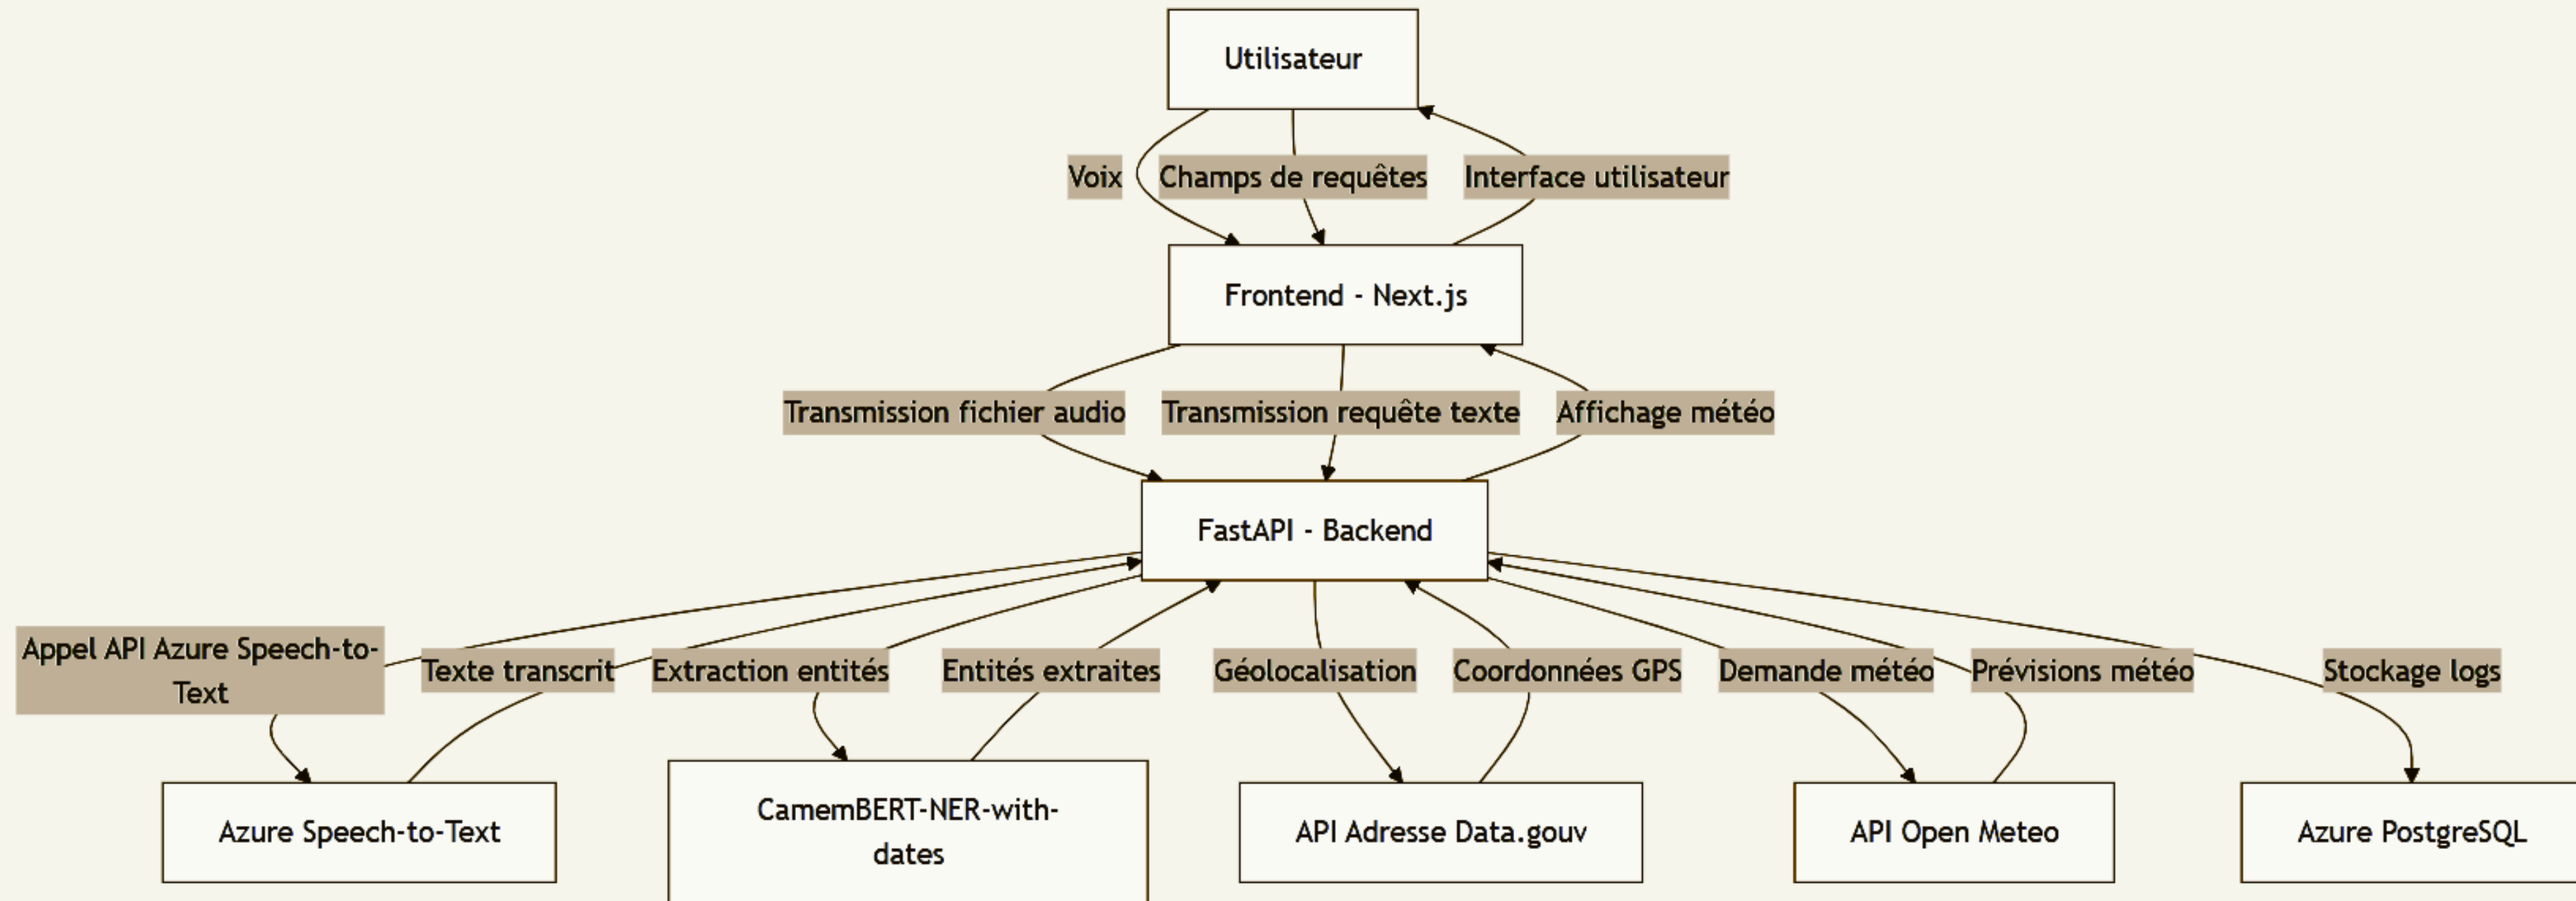 Utilisateur
Voix
Champs de requêtes
Interface utilisateur
Frontend - Next.js
Transmission fichier audio
Transmission requête texte
Affichage météo
FastAPI - Backend
Appel API Azure Speech-to-
Text
Texte transcrit
Extraction entités
Entités extraites
Géolocalisation
Coordonnées GPS
Demande météo
Prévisions météo
Stockage logs
Azure Speech-to-Text
CamemBERT-NER-with-
dates
API Adresse Data.gouv
API Open Meteo
Azure PostgreSQL